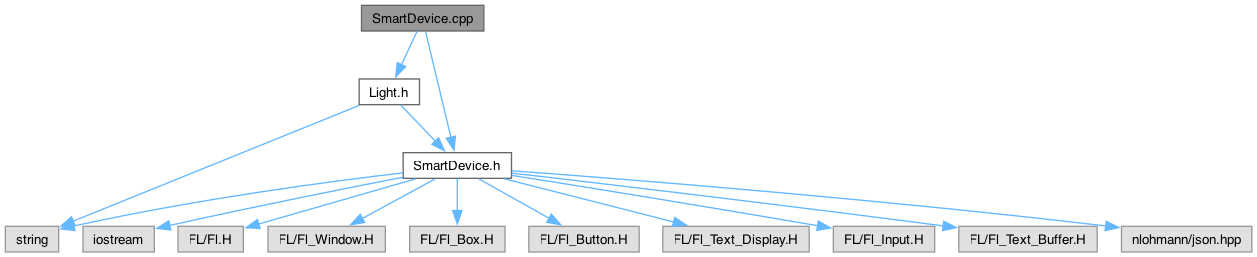 SmartDevice.cpp
Light.h
SmartDevice.h
string
iostream
FL/Fl.H
FL/Fl_Window.H
FL/Fl_Box.H
FL/Fl_Button.H
FL/Fl_Text_Display.H
FL/Fl_Input.H
FL/Fl_Text_Buffer.H
nlohmann/json.hpp